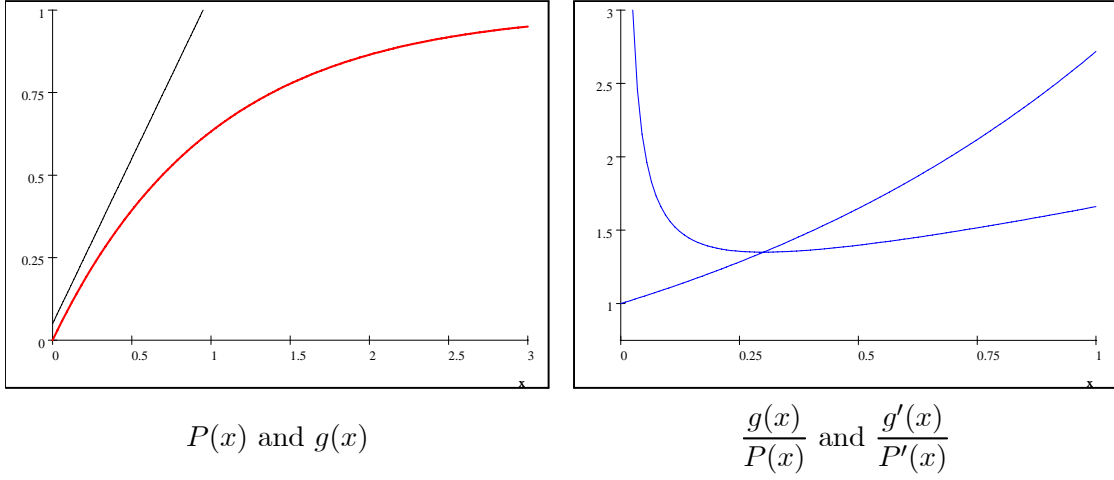 1
0.75
0.5
0.25
0
0 0.5 1 1.5 2 2.5 3
x
P(x) and g(x)
3
2.5
2
1.5
1
0 0.25 0.5 0.75 1
x
g(x)/P(x) and g′(x)/P′(x)